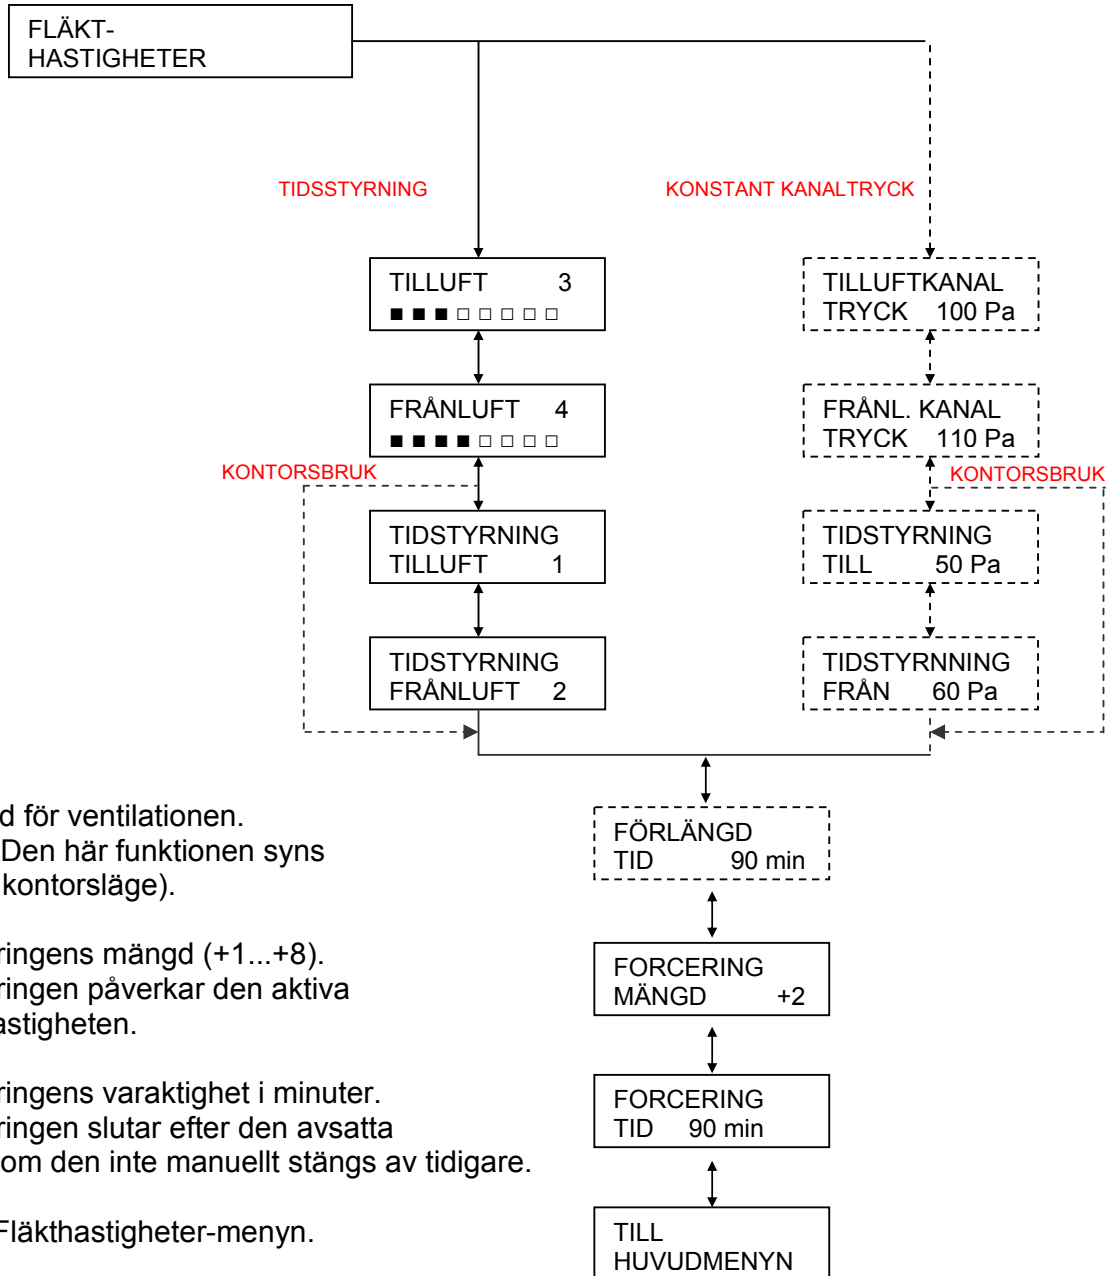 FLÄKT-
HASTIGHETER
TIDSSTYRNING
KONSTANT KANALTRYCK
TILLUFT 3
■ ■ ■ □ □ □ □ □
TILLUFTKANAL
TRYCK 100 Pa
FRÅNLUFT 4
■ ■ ■ ■ □ □ □ □
FRÅNL. KANAL
TRYCK 110 Pa
KONTORSBRUK
KONTORSBRUK
TIDSTYRNING
TILLUFT 1
TIDSTYRNING
TILL 50 Pa
TIDSTYRNING
FRÅNLUFT 2
TIDSTYRNNING
FRÅN 60 Pa
d för ventilationen.
Den här funktionen syns
kontorsläge).
FÖRLÄNGD
TID 90 min
ringens mängd (+1...+8).
ringen påverkar den aktiva
astigheten.
FORCERING
MÄNGD +2
ringens varaktighet i minuter.
ringen slutar efter den avsatta
om den inte manuellt stängs av tidigare.
FORCERING
TID 90 min
Fläkthastigheter-menyn.
TILL
HUVUDMENYN